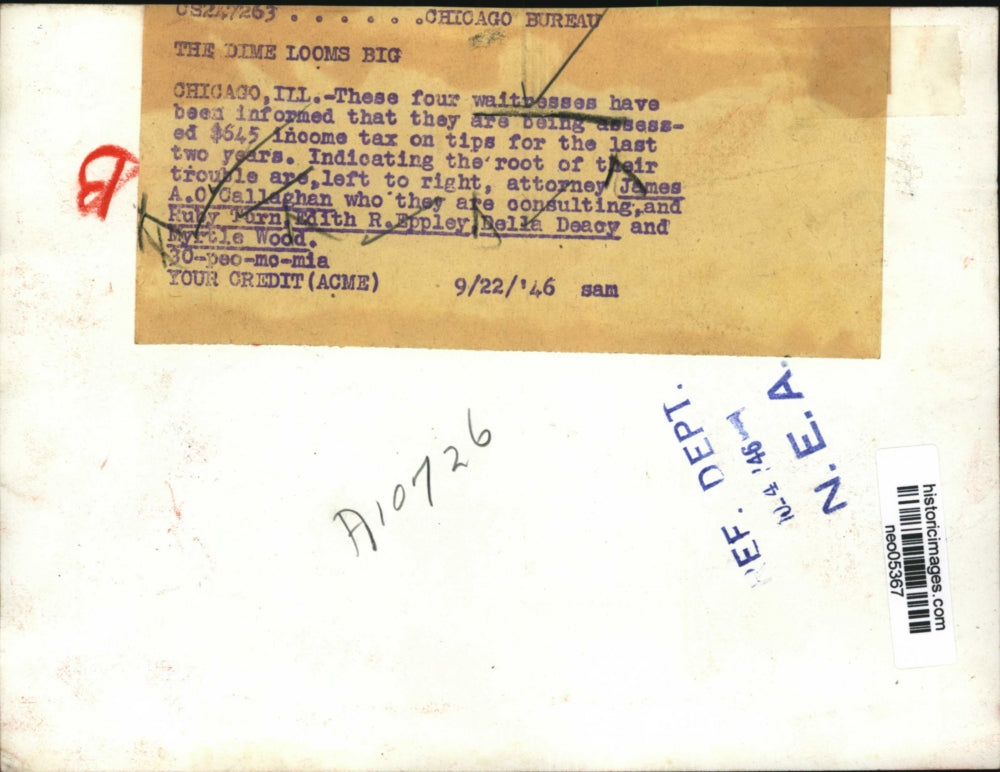 CHICAGO BUREAU
THE DIME LOOMS BIG
CHICAGO,ILL.-These four waitresses have
been informed that they are being assess-
ed $645 income tax on tips for the last
two years. Indicating the root of their
trouble are,left to right, attorney James
A.O'Callaghan who they are consulting,and
Ruby Torn,Edith R.Eppley,Della Deacy and
Myrtle Wood.
30-peo-mc-mia
YOUR CREDIT(ACME) 9/22/'46 sam
B
A10726
REF. DEPT.
N.E.A.
historicimages.com
neo05367